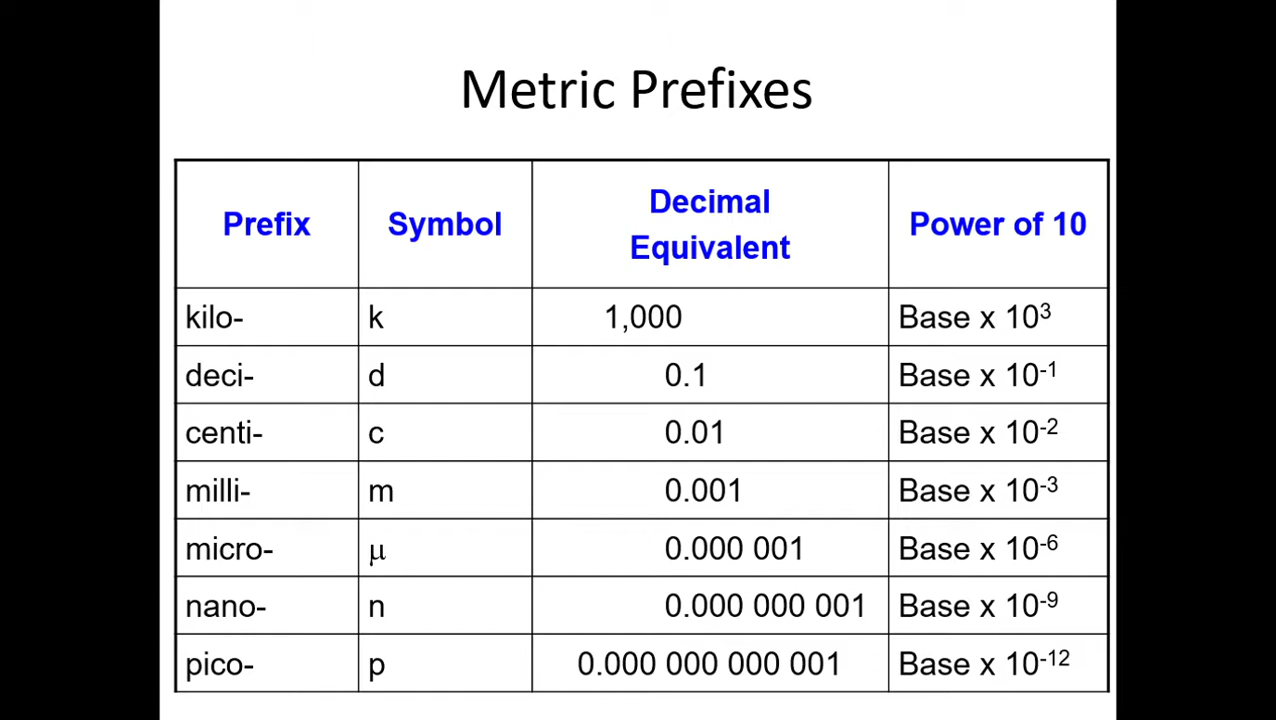 Metric Prefixes
Prefix Symbol Decimal Equivalent Power of 10
kilo- k 1,000 Base x 10³
deci- d 0.1 Base x 10⁻¹
centi- c 0.01 Base x 10⁻²
milli- m 0.001 Base x 10⁻³
micro- μ 0.000 001 Base x 10⁻⁶
nano- n 0.000 000 001 Base x 10⁻⁹
pico- p 0.000 000 000 001 Base x 10⁻¹²